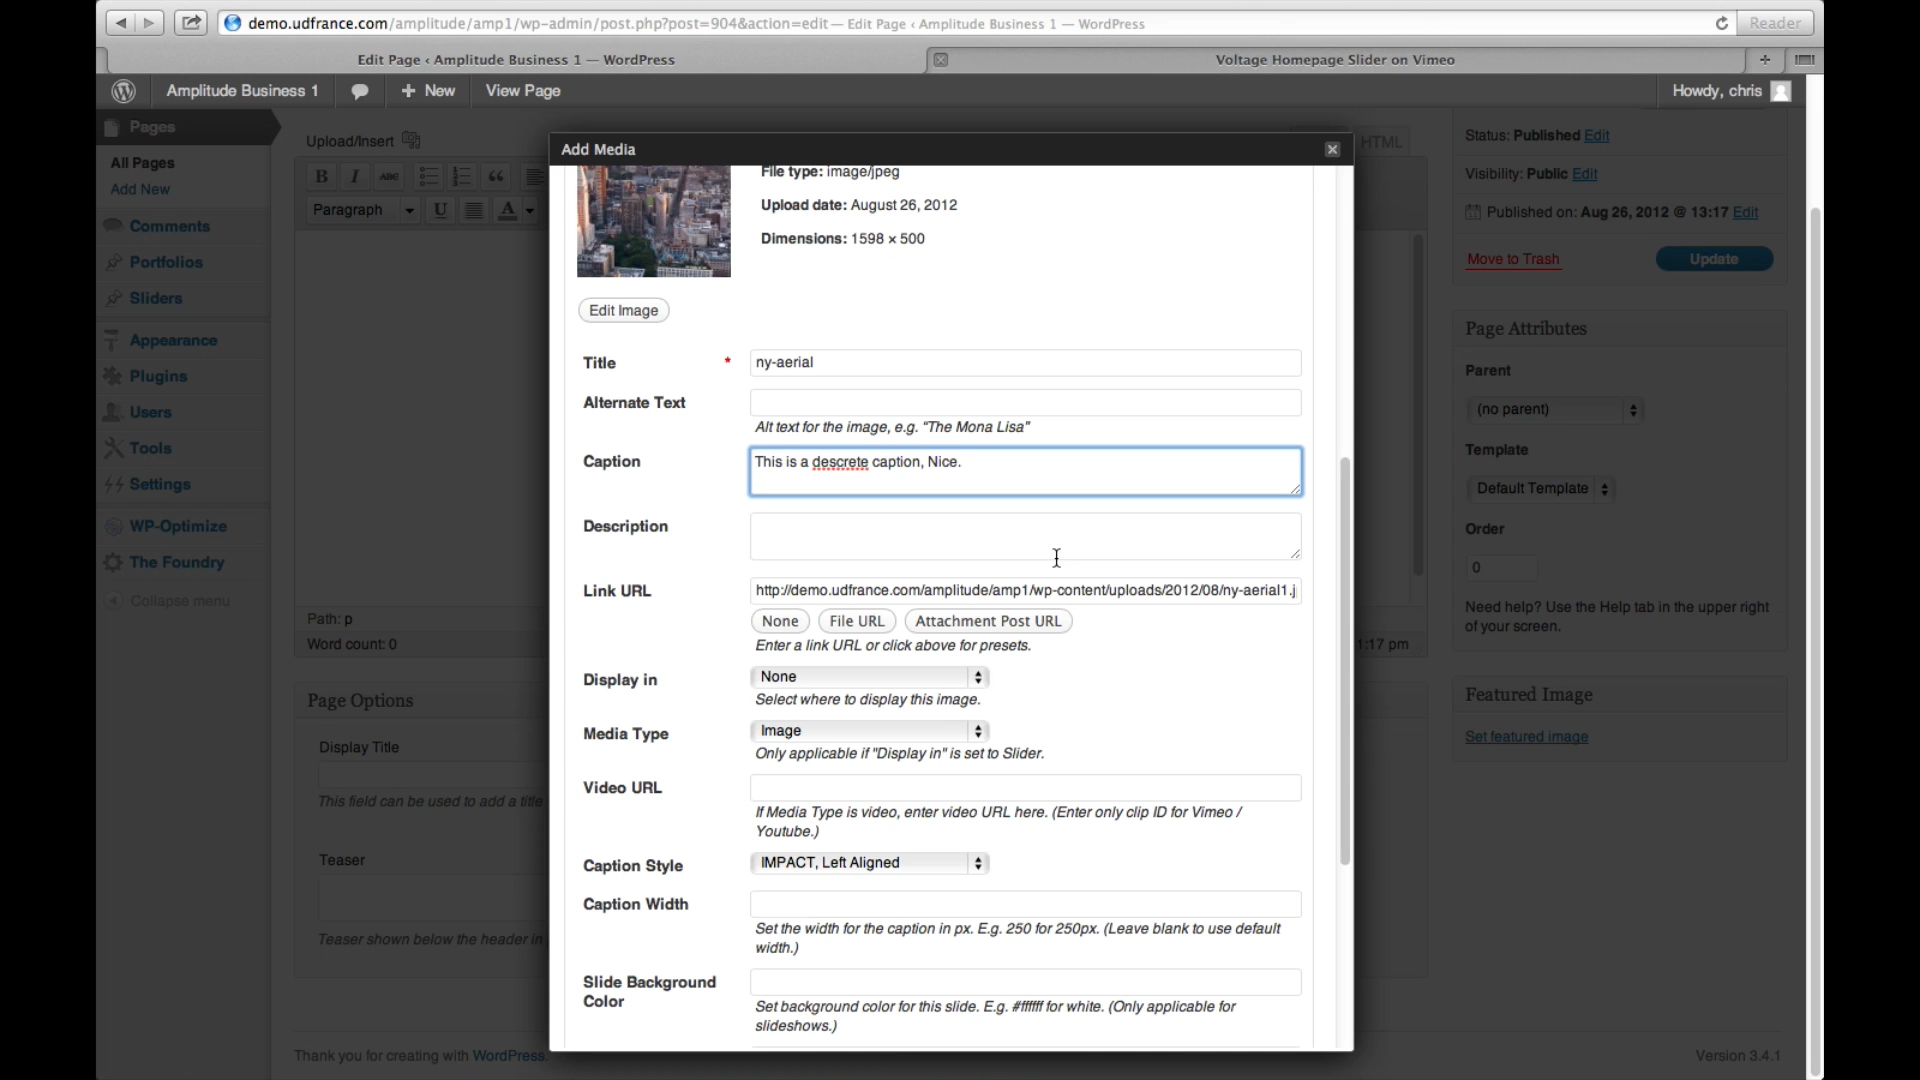 demo.udfrance.com/amplitude/amp1/wp-admin/post.php?post=904&action=edit — Edit Page ‹ Amplitude Business 1 — WordPress
Reader
Edit Page ‹ Amplitude Business 1 — WordPress
Voltage Homepage Slider on Vimeo
Amplitude Business 1
New
View Page
Howdy, chris
Pages
All Pages
Add New
Comments
Portfolios
Sliders
Appearance
Plugins
Users
Tools
Settings
WP-Optimize
The Foundry
Collapse menu
Upload/Insert
HTML
B I ABC
Paragraph
U
A
Path: p
Word count: 0
1:17 pm
Page Options
Display Title
This field can be used to add a title
Teaser
Teaser shown below the header in
Thank you for creating with WordPress.
Version 3.4.1
Add Media
File type: image/jpeg
Upload date: August 26, 2012
Dimensions: 1598 × 500
Edit Image
Title * ny-aerial
Alternate Text
Alt text for the image, e.g. “The Mona Lisa”
Caption This is a descrete caption, Nice.
Description
Link URL http://demo.udfrance.com/amplitude/amp1/wp-content/uploads/2012/08/ny-aerial1.j
None File URL Attachment Post URL
Enter a link URL or click above for presets.
Display in None
Select where to display this image.
Media Type Image
Only applicable if "Display in" is set to Slider.
Video URL
If Media Type is video, enter video URL here. (Enter only clip ID for Vimeo /
Youtube.)
Caption Style IMPACT, Left Aligned
Caption Width
Set the width for the caption in px. E.g. 250 for 250px. (Leave blank to use default
width.)
Slide Background
Color
Set background color for this slide. E.g. #ffffff for white. (Only applicable for
slideshows.)
Status: Published Edit
Visibility: Public Edit
Published on: Aug 26, 2012 @ 13:17 Edit
Move to Trash
Update
Page Attributes
Parent
(no parent)
Template
Default Template
Order
0
Need help? Use the Help tab in the upper right
of your screen.
Featured Image
Set featured image